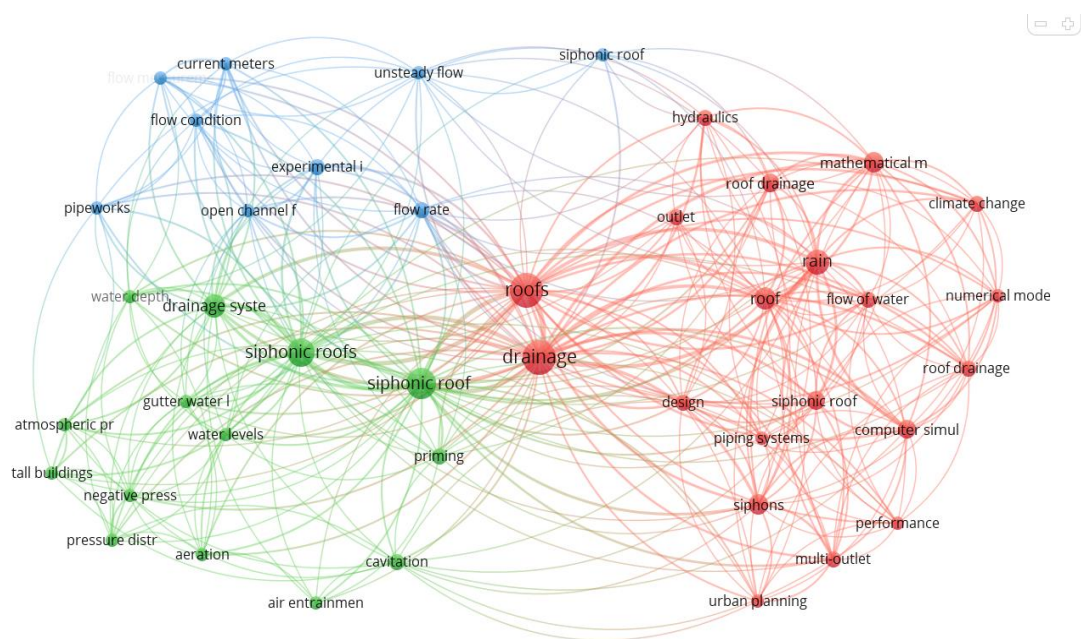 siphonic roof
current meters
unsteady flow
hydraulics
flow condition
mathematical m
experimental i
roof drainage
climate change
pipeworks
open channel f
flow rate
outlet
rain
roofs
water depth
drainage syste
roof
flow of water
numerical mode
siphonic roofs
drainage
roof drainage
siphonic roof
gutter water l
design
siphonic roof
atmospheric pr
water levels
piping systems
computer simul
priming
tall buildings
negative press
siphons
performance
pressure distr
aeration
cavitation
multi-outlet
air entrainmen
urban planning